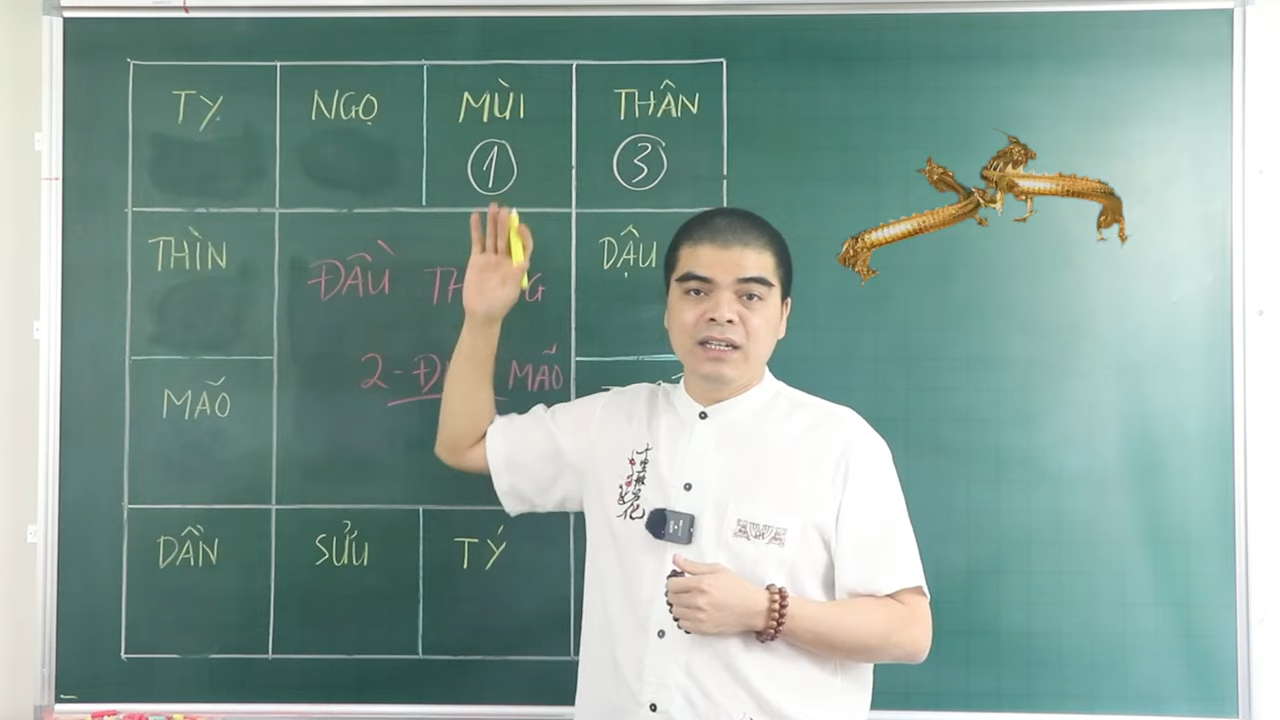 TỴ NGỌ MÙI THÂN
1 3
THÌN DẬU
ĐẦU
2- MÃO
MÃO
DẦN SỬU TÝ